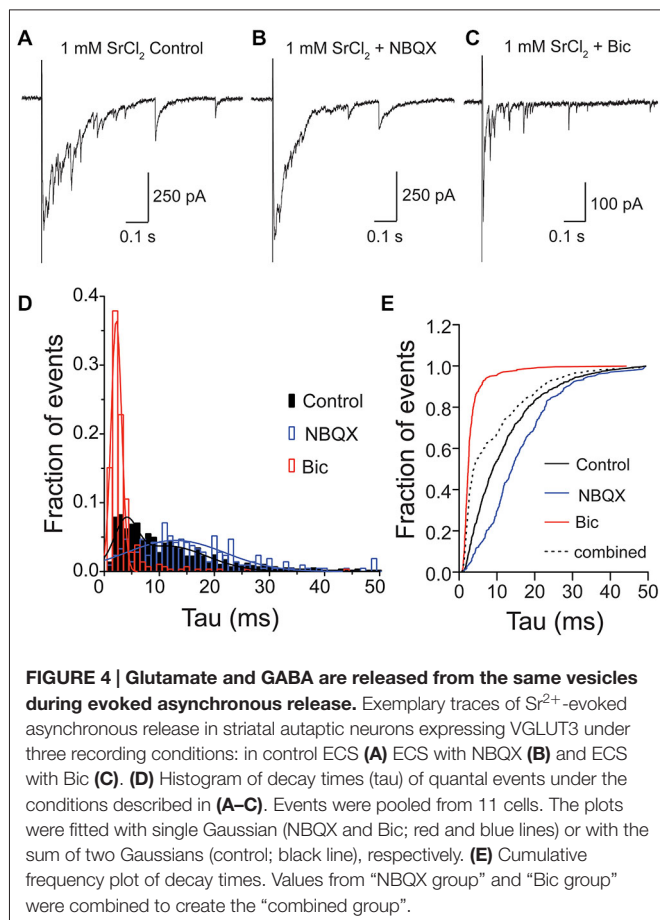 A
1 mM SrCl2 Control
B
1 mM SrCl2 + NBQX
C
1 mM SrCl2 + Bic
250 pA
0.1 s
250 pA
0.1 s
100 pA
0.1 s
D
0.4
0.3
0.2
0.1
0.0
Fraction of events
Control
NBQX
Bic
0 10 20 30 40 50
Tau (ms)
E
1.2
1.0
0.8
0.6
0.4
0.2
0.0
Fraction of events
Control
NBQX
Bic
combined
0 10 20 30 40 50
Tau (ms)
FIGURE 4 | Glutamate and GABA are released from the same vesicles
during evoked asynchronous release. Exemplary traces of Sr2+-evoked
asynchronous release in striatal autaptic neurons expressing VGLUT3 under
three recording conditions: in control ECS (A) ECS with NBQX (B) and ECS
with Bic (C). (D) Histogram of decay times (tau) of quantal events under the
conditions described in (A–C). Events were pooled from 11 cells. The plots
were fitted with single Gaussian (NBQX and Bic; red and blue lines) or with the
sum of two Gaussians (control; black line), respectively. (E) Cumulative
frequency plot of decay times. Values from “NBQX group” and “Bic group”
were combined to create the “combined group”.